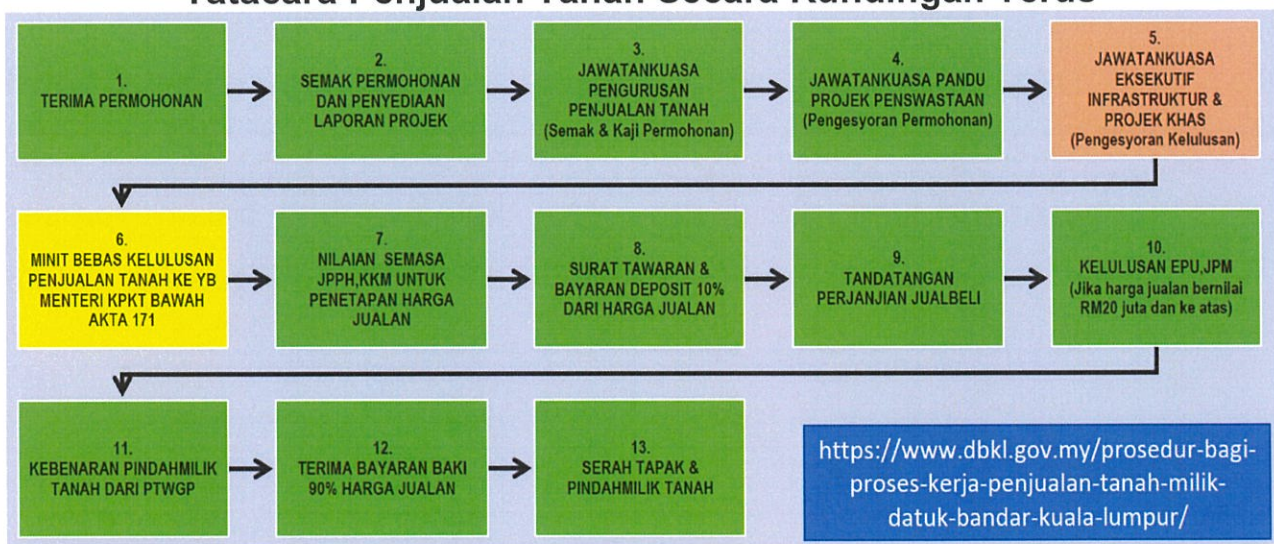 Tatacara Penjualan Tanah Secara Rundingan Terus
1.
TERIMA PERMOHONAN
2.
SEMAK PERMOHONAN
DAN PENYEDIAAN
LAPORAN PROJEK
3.
JAWATANKUASA
PENGURUSAN
PENJUALAN TANAH
(Semak & Kaji Permohonan)
4.
JAWATANKUASA PANDU
PROJEK PENSWASTAAN
(Pengesyoran Permohonan)
5.
JAWATANKUASA
EKSEKUTIF
INFRASTRUKTUR &
PROJEK KHAS
(Pengesyoran Kelulusan)
6.
MINIT BEBAS KELULUSAN
PENJUALAN TANAH KE YB
MENTERI KPKT BAWAH
AKTA 171
7.
NILAIAN SEMASA
JPPH,KKM UNTUK
PENETAPAN HARGA
JUALAN
8.
SURAT TAWARAN &
BAYARAN DEPOSIT 10%
DARI HARGA JUALAN
9.
TANDATANGAN
PERJANJIAN JUALBELI
10.
KELULUSAN EPU,JPM
(Jika harga jualan bernilai
RM20 juta dan ke atas)
11.
KEBENARAN PINDAHMILIK
TANAH DARI PTWGP
12.
TERIMA BAYARAN BAKI
90% HARGA JUALAN
13.
SERAH TAPAK &
PINDAHMILIK TANAH
https://www.dbkl.gov.my/prosedur-bagi-
proses-kerja-penjualan-tanah-milik-
datuk-bandar-kuala-lumpur/